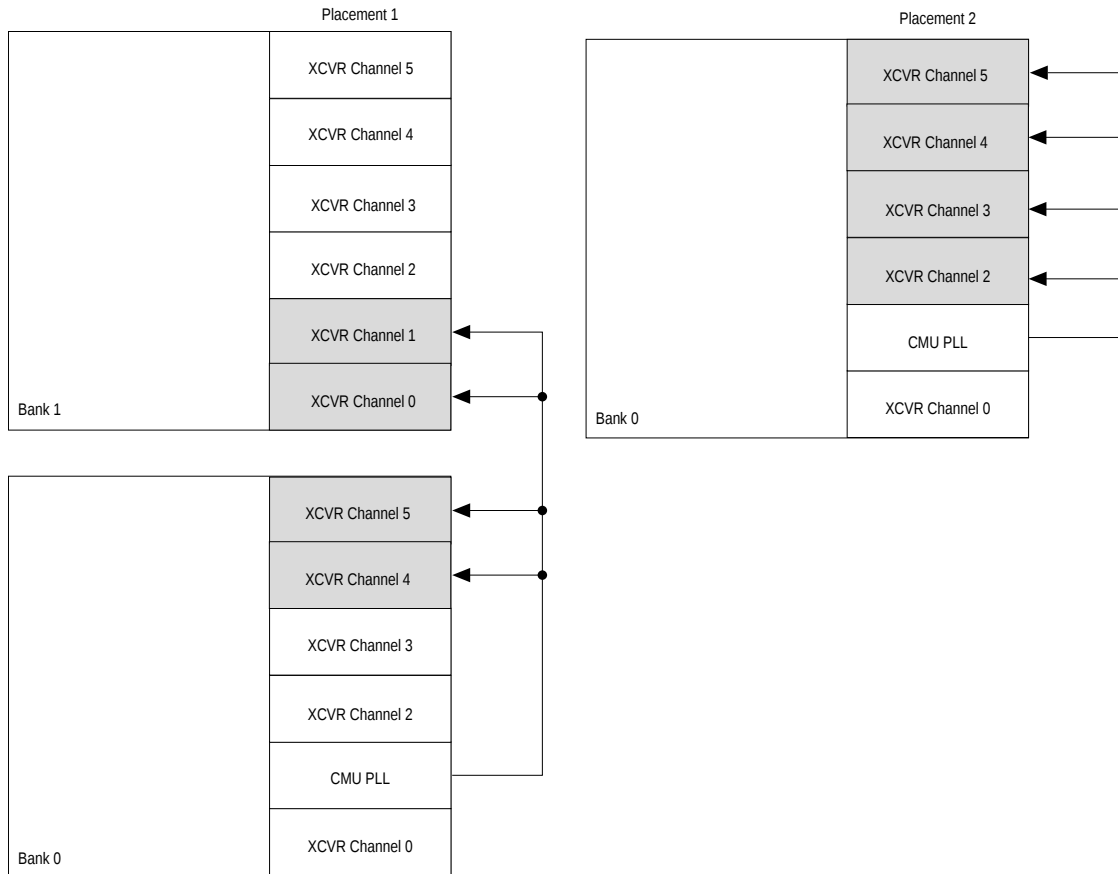 Placement 1
XCVR Channel 5
XCVR Channel 4
XCVR Channel 3
XCVR Channel 2
XCVR Channel 1
XCVR Channel 0
Bank 1
XCVR Channel 5
XCVR Channel 4
XCVR Channel 3
XCVR Channel 2
CMU PLL
XCVR Channel 0
Bank 0
Placement 2
XCVR Channel 5
XCVR Channel 4
XCVR Channel 3
XCVR Channel 2
CMU PLL
XCVR Channel 0
Bank 0